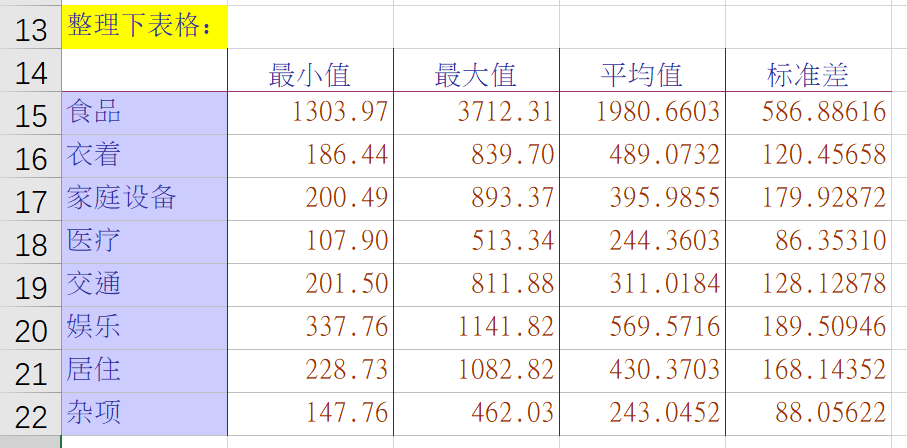 13 整理下表格：
14 最小值 最大值 平均值 标准差
15 食品 1303.97 3712.31 1980.6603 586.88616
16 衣着 186.44 839.70 489.0732 120.45658
17 家庭设备 200.49 893.37 395.9855 179.92872
18 医疗 107.90 513.34 244.3603 86.35310
19 交通 201.50 811.88 311.0184 128.12878
20 娱乐 337.76 1141.82 569.5716 189.50946
21 居住 228.73 1082.82 430.3703 168.14352
22 杂项 147.76 462.03 243.0452 88.05622